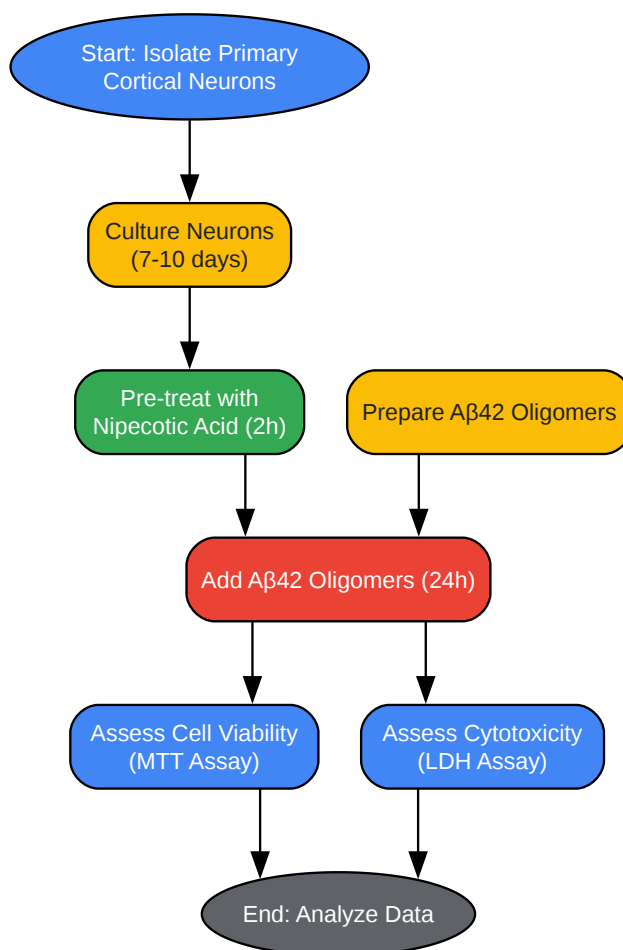 Start: Isolate Primary
Cortical Neurons
Culture Neurons
(7-10 days)
Pre-treat with
Nipecotic Acid (2h)
Prepare Aβ42 Oligomers
Add Aβ42 Oligomers (24h)
Assess Cell Viability
(MTT Assay)
Assess Cytotoxicity
(LDH Assay)
End: Analyze Data